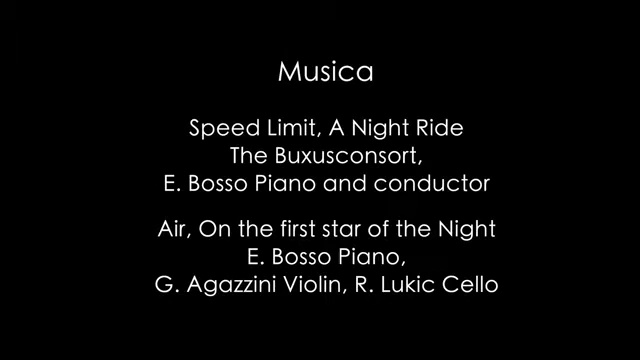 Musica
Speed Limit, A Night Ride
The Buxusconsort,
E. Bosso Piano and conductor
Air, On the first star of the Night
E. Bosso Piano,
G. Agazzini Violin, R. Lukic Cello